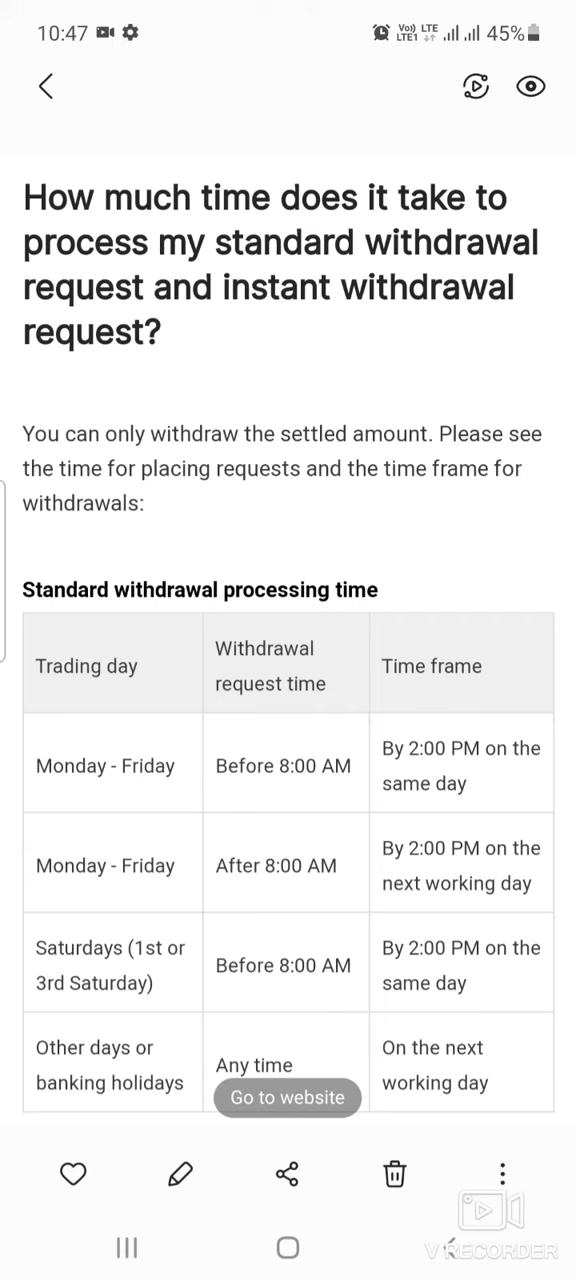 10:47
Vo)) LTE
LTE1
45%
How much time does it take to
process my standard withdrawal
request and instant withdrawal
request?
You can only withdraw the settled amount. Please see
the time for placing requests and the time frame for
withdrawals:
Standard withdrawal processing time
Trading day
Withdrawal
request time
Time frame
Monday - Friday
Before 8:00 AM
By 2:00 PM on the
same day
Monday - Friday
After 8:00 AM
By 2:00 PM on the
next working day
Saturdays (1st or
3rd Saturday)
Before 8:00 AM
By 2:00 PM on the
same day
Other days or
banking holidays
Any time
On the next
working day
Go to website
V RECORDER